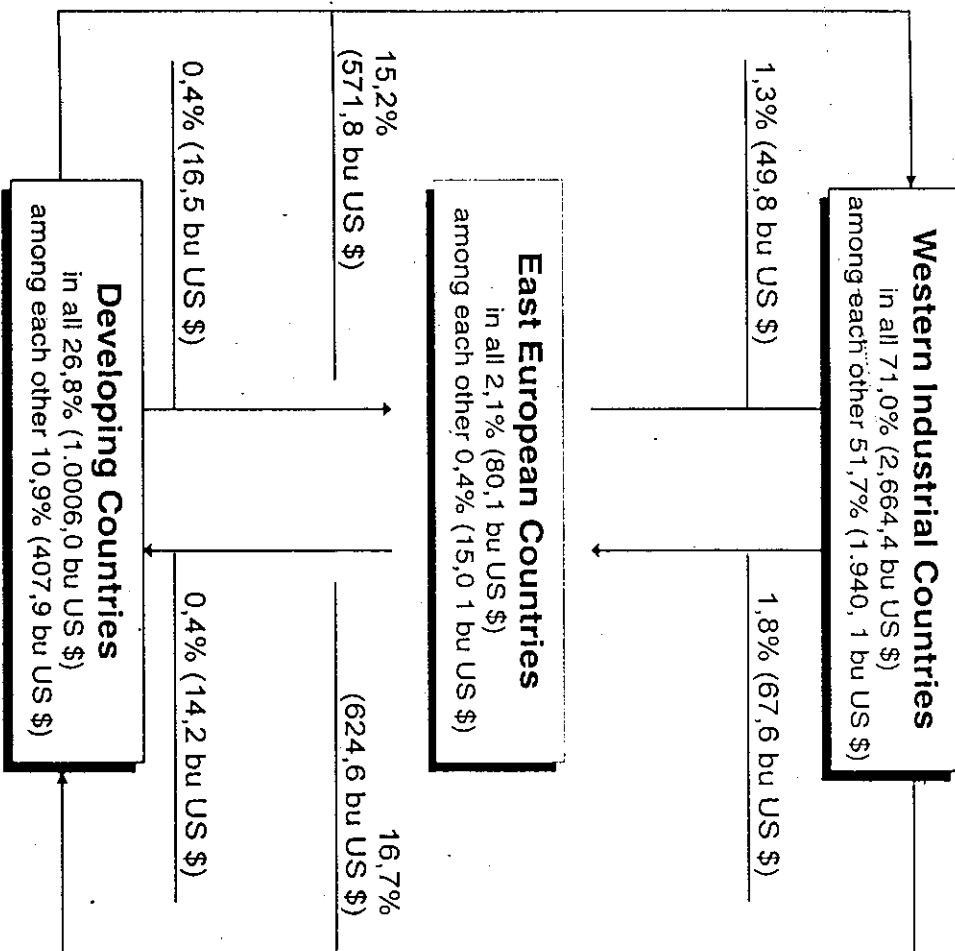 Western Industrial Countries
in all 71,0% (2,664,4 bu US $)
among each other 51,7% (1.940, 1 bu US $)
1,3% (49,8 bu US $)
1,8% (67,6 bu US $)
East European Countries
in all 2,1% (80,1 bu US $)
among each other 0,4% (15,0 1 bu US $)
15,2%
(571,8 bu US $)
16,7%
(624,6 bu US $)
0,4% (16,5 bu US $)
0,4% (14,2 bu US $)
Developing Countries
in all 26,8% (1.0006,0 bu US $)
among each other 10,9% (407,9 bu US $)